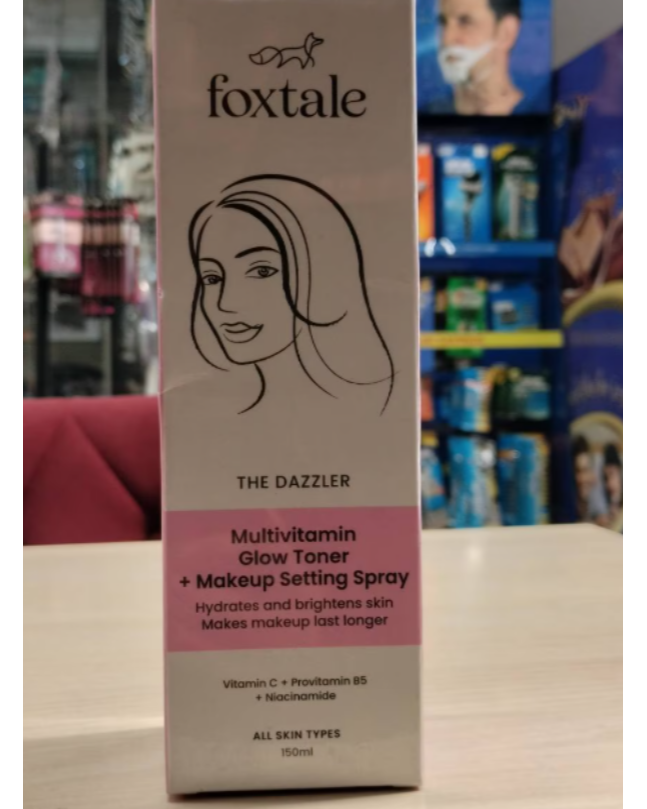 foxtale
THE DAZZLER
Multivitamin
Glow Toner
+ Makeup Setting Spray
Hydrates and brightens skin
Makes makeup last longer
Vitamin C + Provitamin B5
+ Niacinamide
ALL SKIN TYPES
150ml